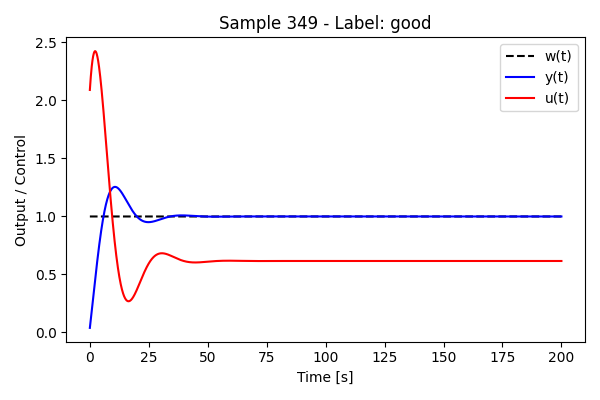 Sample 349 - Label: good
Output / Control
2.5
2.0
1.5
1.0
0.5
0.0
w(t)
y(t)
u(t)
0 25 50 75 100 125 150 175 200
Time [s]